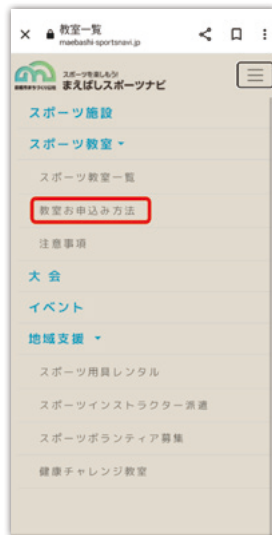 教室一覧
maebashi-sportsnavi.jp
スポーツを楽しもう!
まえばしスポーツナビ
スポーツ施設
スポーツ教室
スポーツ教室一覧
教室お申込み方法
注意事項
大会
イベント
地域支援
スポーツ用具レンタル
スポーツインストラクター派遣
スポーツボランティア募集
健康チャレンジ教室